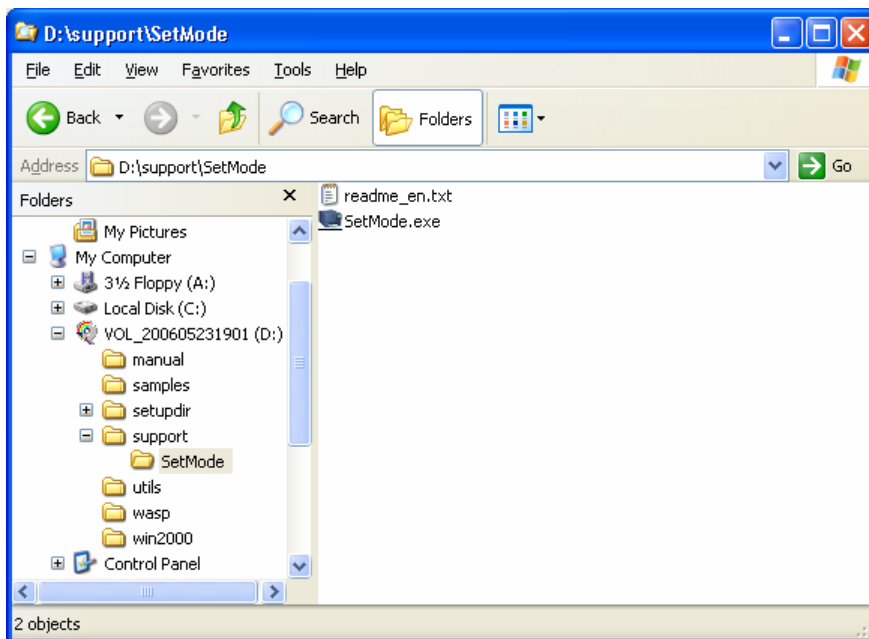 D:\support\SetMode
File Edit View Favorites Tools Help
Back Search Folders
Address D:\support\SetMode Go
Folders
My Pictures
My Computer
3½ Floppy (A:)
Local Disk (C:)
VOL_200605231901 (D:)
manual
samples
setupdir
support
SetMode
utils
wasp
win2000
Control Panel
readme_en.txt
SetMode.exe
2 objects